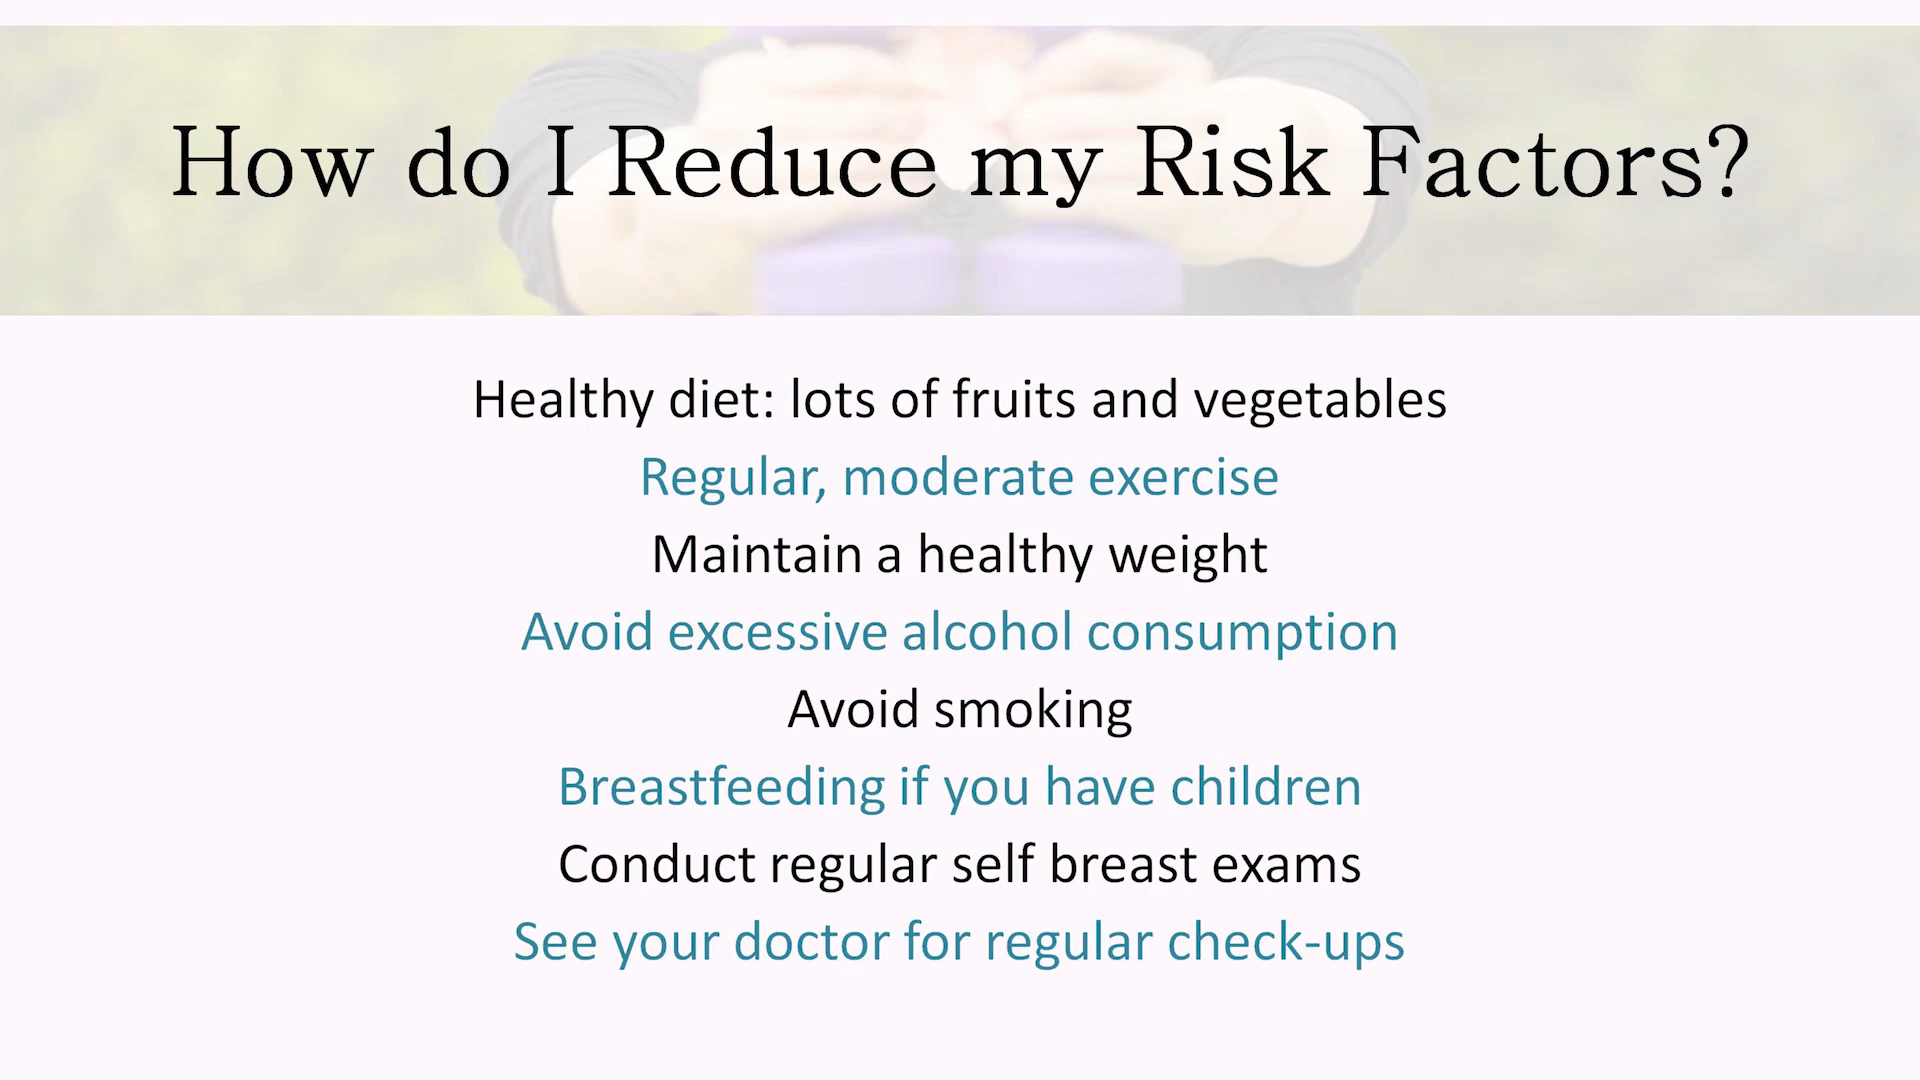 How do I Reduce my Risk Factors?
Healthy diet: lots of fruits and vegetables
Regular, moderate exercise
Maintain a healthy weight
Avoid excessive alcohol consumption
Avoid smoking
Breastfeeding if you have children
Conduct regular self breast exams
See your doctor for regular check-ups